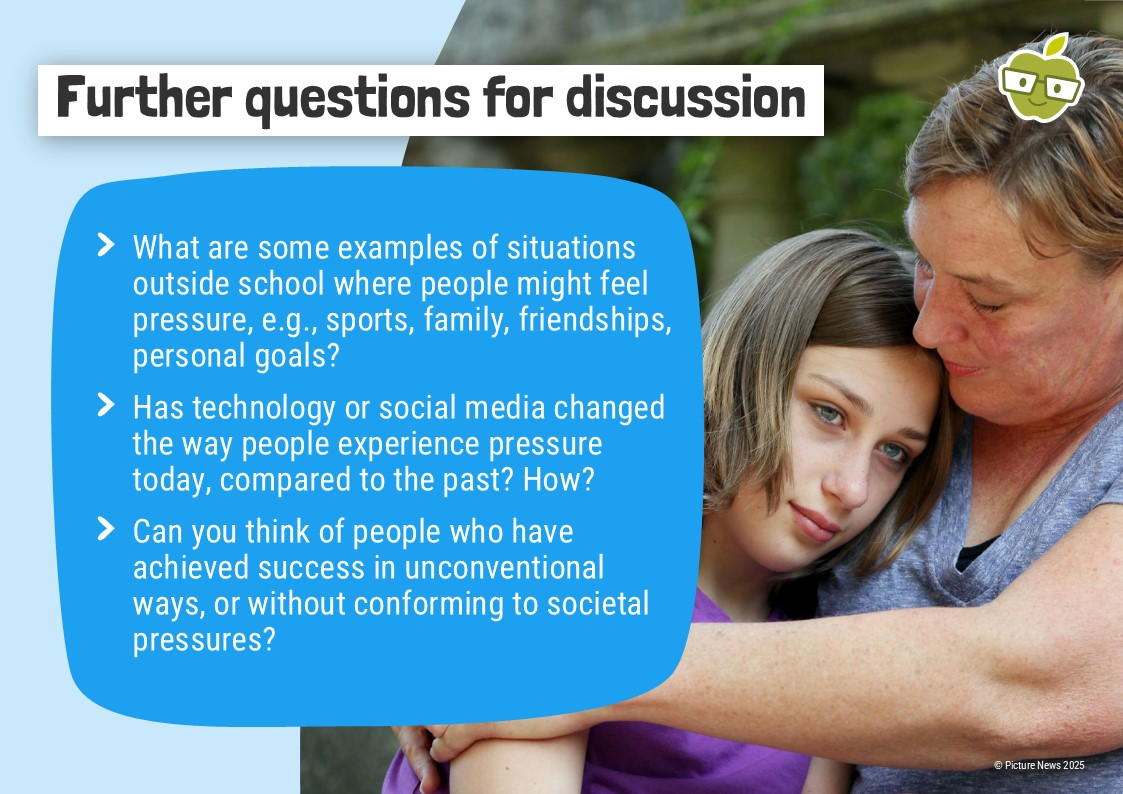 Further questions for discussion
What are some examples of situations
outside school where people might feel
pressure, e.g., sports, family, friendships,
personal goals?
Has technology or social media changed
the way people experience pressure
today, compared to the past? How?
Can you think of people who have
achieved success in unconventional
ways, or without conforming to societal
pressures?
© Picture News 2025